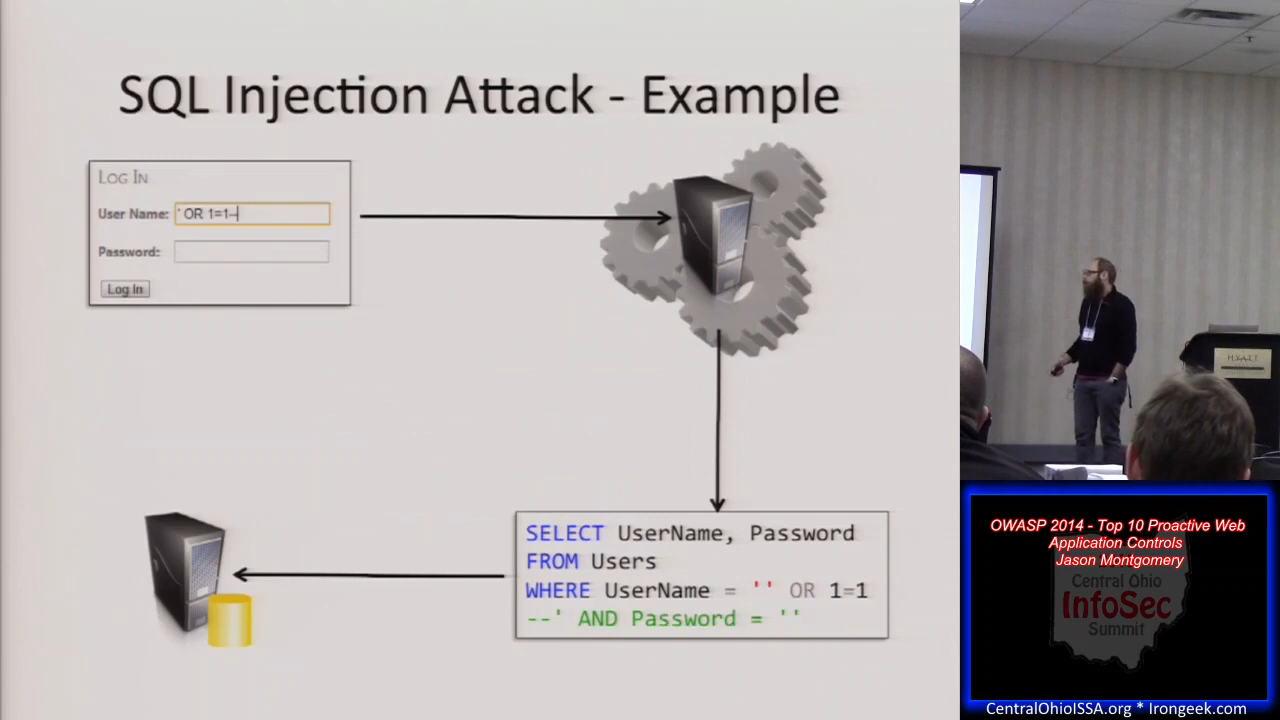 SQL Injection Attack - Example
LOG IN
User Name: ' OR 1=1--
Password:
Log In
SELECT UserName, Password
FROM Users
WHERE UserName = '' OR 1=1
--' AND Password = ''
HYATT
OWASP 2014 - Top 10 Proactive Web
Application Controls
Jason Montgomery
Central Ohio
InfoSec
Summit
CentralOhioISSA.org * Irongeek.com